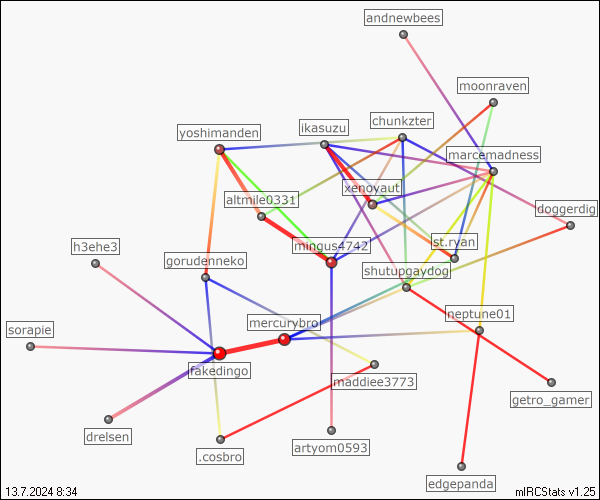 andnewbees
moonraven
chunkzter
ikasuzu
yoshimanden
marcemadness
xenoyaut
altmile0331
doggerdig
mingus4742
st.ryan
h3ehe3
gorudenneko
shutupgaydog
mercurybro
neptune01
sorapie
fakedingo
maddiee3773
getro_gamer
drelsen
artyom0593
.cosbro
edgepanda
13.7.2024 8:34
mIRCStats v1.25